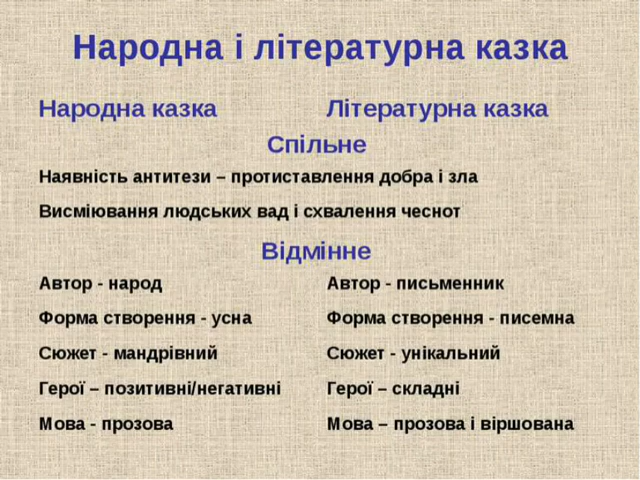 Народна і літературна казка
Народна казка Літературна казка
Спільне
Наявність антитези – протиставлення добра і зла
Висміювання людських вад і схвалення чеснот
Відмінне
Автор - народ Автор - письменник
Форма створення - усна Форма створення - писемна
Сюжет - мандрівний Сюжет - унікальний
Герої – позитивні/негативні Герої – складні
Мова - прозова Мова – прозова і віршована